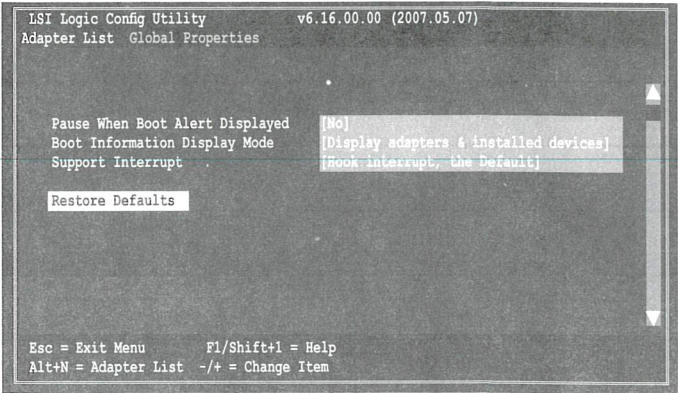 LSI Logic Config Utility v6.16.00.00 (2007.05.07)
Adapter List Global Properties
Pause When Boot Alert Displayed [No]
Boot Information Display Mode [Display adapters & installed devices]
Support Interrupt [Hook interrupt, the Default]
Restore Defaults
Esc = Exit Menu F1/Shift+1 = Help
Alt+N = Adapter List -/+ = Change Item